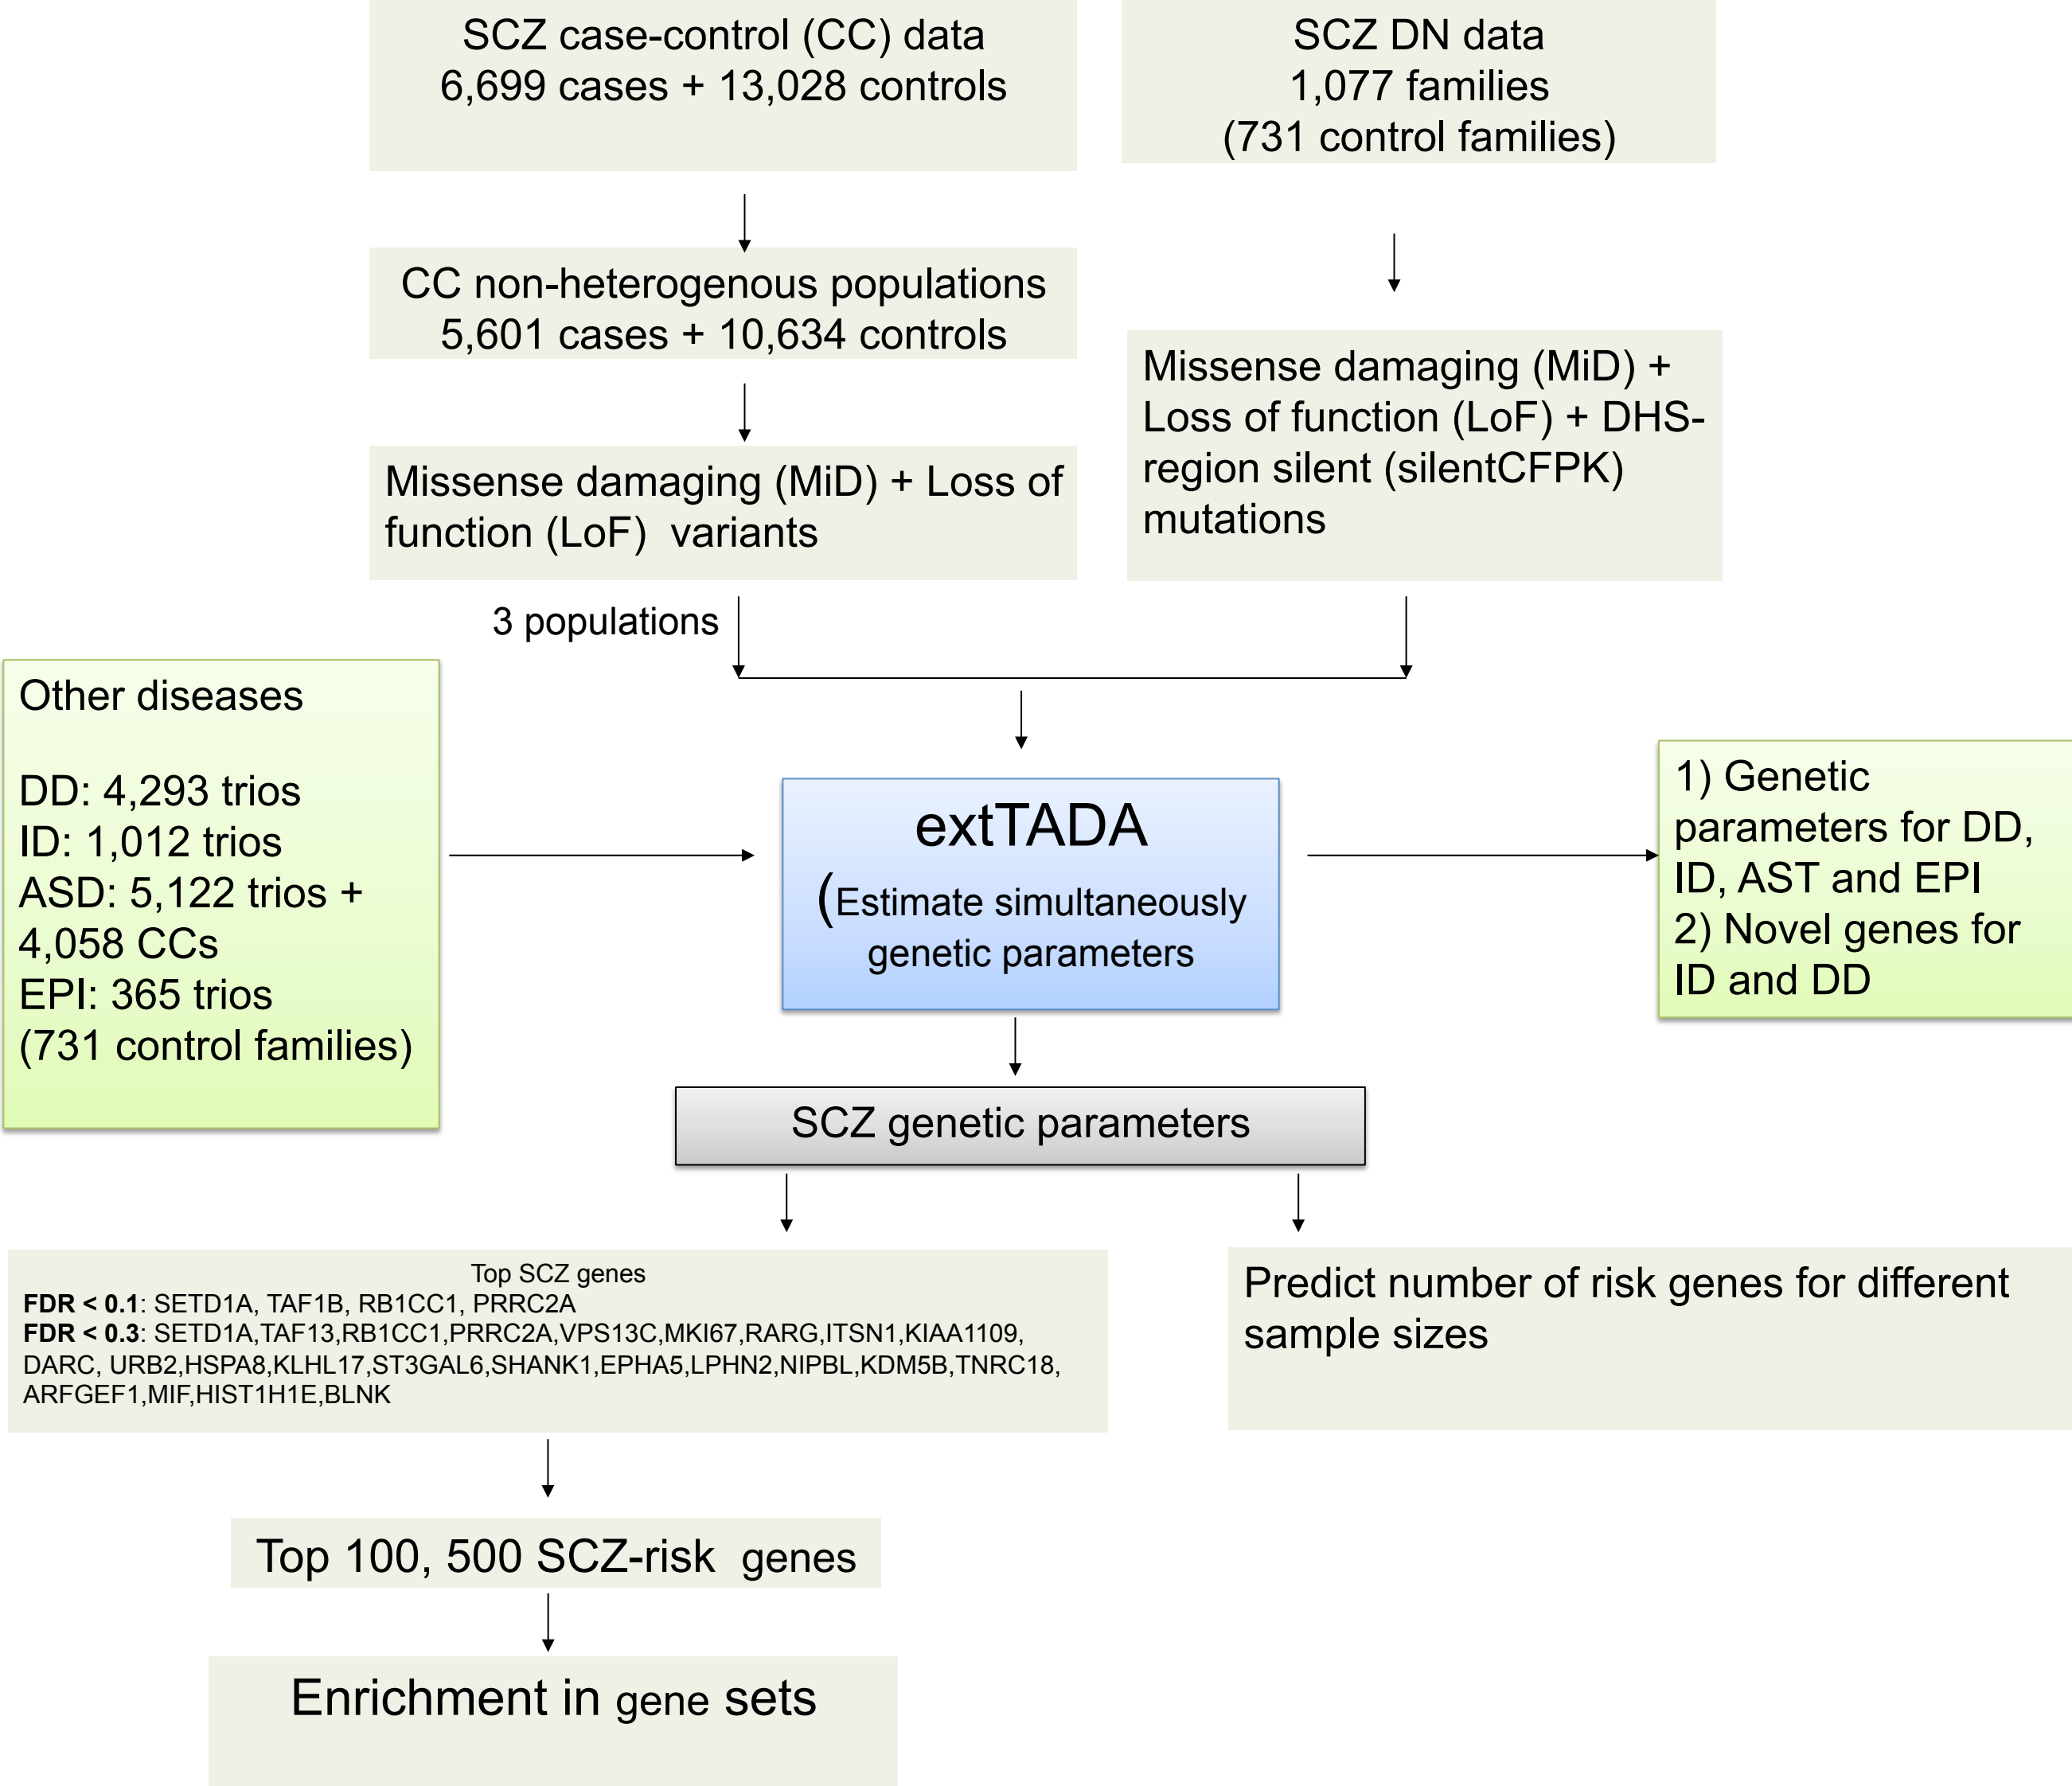 SCZ case-control (CC) data
6,699 cases + 13,028 controls
SCZ DN data
1,077 families
(731 control families)
CC non-heterogenous populations
5,601 cases + 10,634 controls
Missense damaging (MiD) + Loss of
function (LoF) variants
Missense damaging (MiD) +
Loss of function (LoF) + DHS-
region silent (silentCFPK)
mutations
3 populations
Other diseases
DD: 4,293 trios
ID: 1,012 trios
ASD: 5,122 trios +
4,058 CCs
EPI: 365 trios
(731 control families)
extTADA
(Estimate simultaneously
genetic parameters
1) Genetic
parameters for DD,
ID, AST and EPI
2) Novel genes for
ID and DD
SCZ genetic parameters
Top SCZ genes
FDR < 0.1: SETD1A, TAF1B, RB1CC1, PRRC2A
FDR < 0.3: SETD1A,TAF13,RB1CC1,PRRC2A,VPS13C,MKI67,RARG,ITSN1,KIAA1109,
DARC, URB2,HSPA8,KLHL17,ST3GAL6,SHANK1,EPHA5,LPHN2,NIPBL,KDM5B,TNRC18,
ARFGEF1,MIF,HIST1H1E,BLNK
Predict number of risk genes for different
sample sizes
Top 100, 500 SCZ-risk genes
Enrichment in gene sets